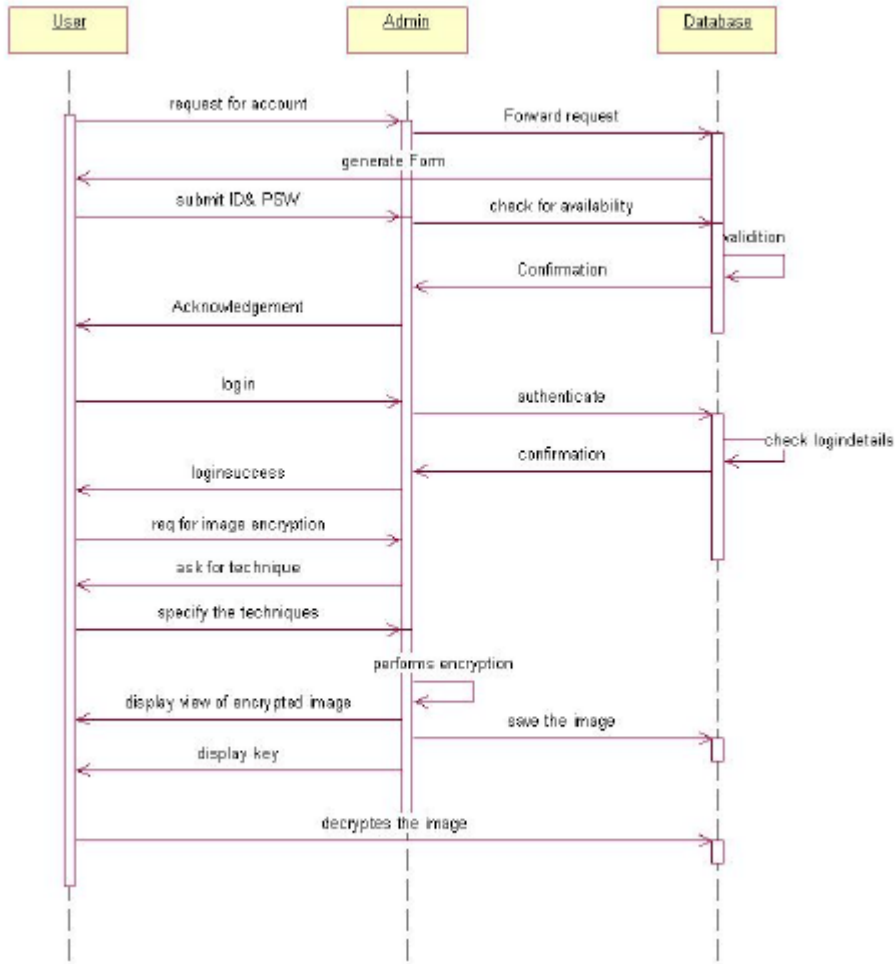 User
Admin
Database
request for account
Forward request
generate Form
submit ID& PSW
check for availability
validition
Confirmation
Acknowledgement
login
authenticate
check logindetails
confirmation
loginsuccess
req for image encryption
ask for technique
specify the techniques
performs encryption
display view of encrypted image
save the image
display key
decryptes the image